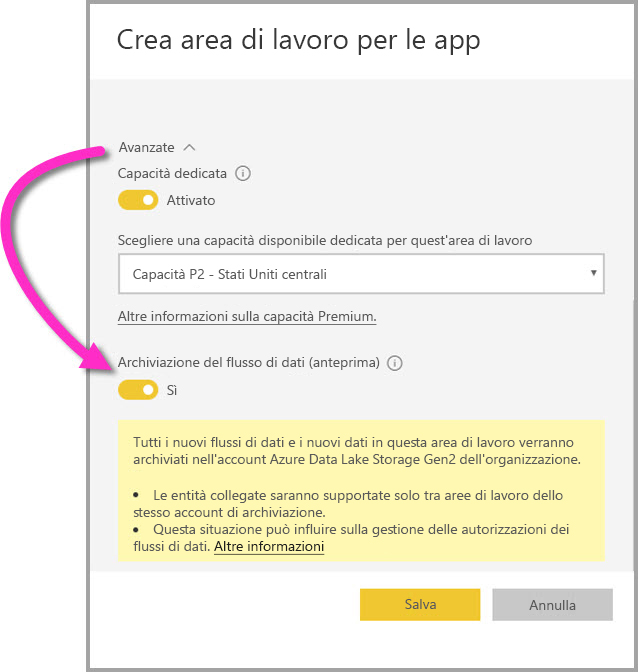 Crea area di lavoro per le app
Avanzate
Capacità dedicata
Attivato
Scegliere una capacità disponibile dedicata per quest'area di lavoro
Capacità P2 - Stati Uniti centrali
Altre informazioni sulla capacità Premium.
Archiviazione del flusso di dati (anteprima)
Sì
Tutti i nuovi flussi di dati e i nuovi dati in questa area di lavoro verranno
archiviati nell'account Azure Data Lake Storage Gen2 dell'organizzazione.
• Le entità collegate saranno supportate solo tra aree di lavoro dello
stesso account di archiviazione.
• Questa situazione può influire sulla gestione delle autorizzazioni dei
flussi di dati. Altre informazioni
Salva
Annulla